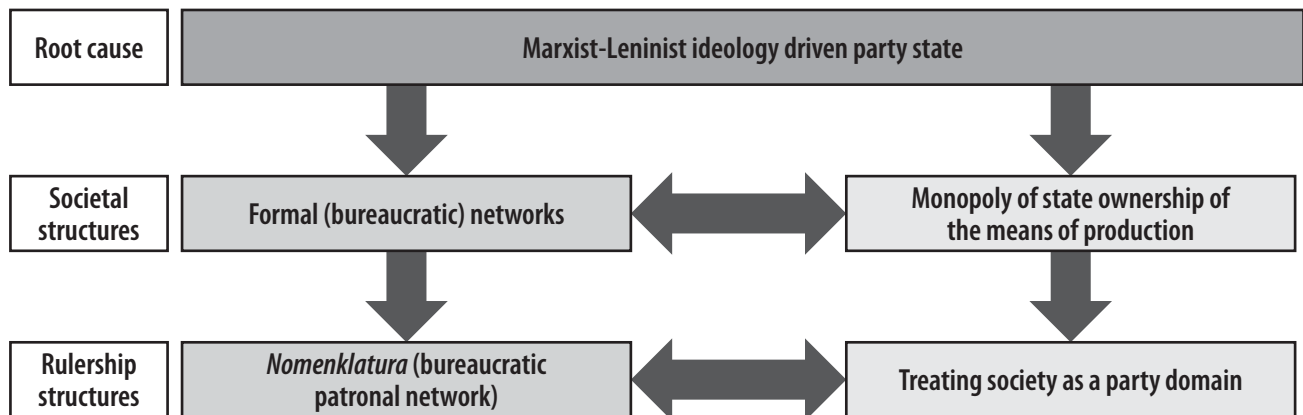 Root cause
Marxist-Leninist ideology driven party state
Societal
structures
Formal (bureaucratic) networks
Monopoly of state ownership of
the means of production
Rulership
structures
Nomenklatura (bureaucratic
patronal network)
Treating society as a party domain